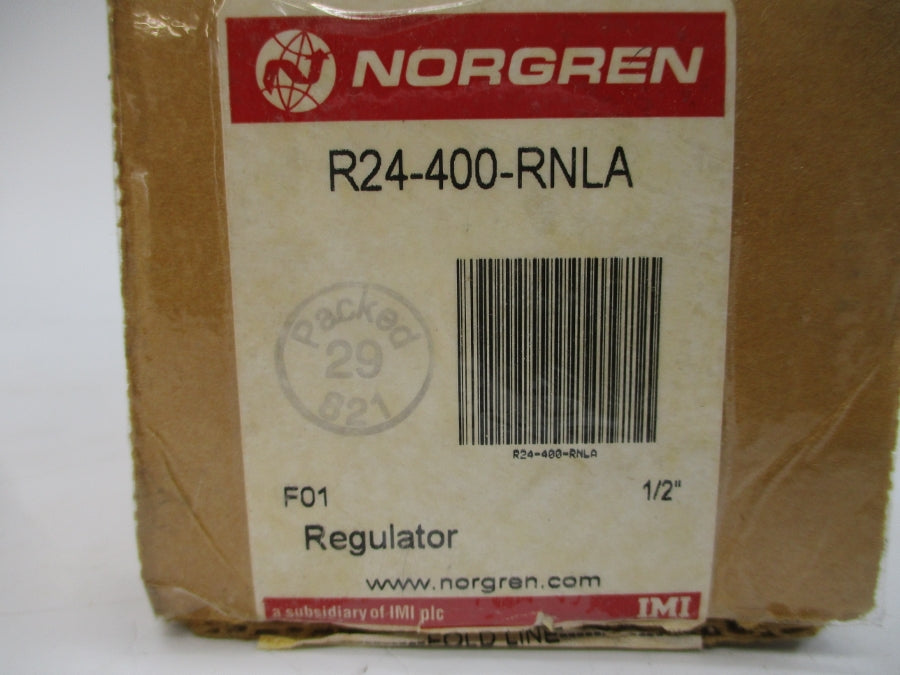 NORGREN
R24-400-RNLA
Packed
29
821
R24-400-RNLA
F01
1/2"
Regulator
www.norgren.com
a subsidiary of IMI plc
IMI
FOLD LINE